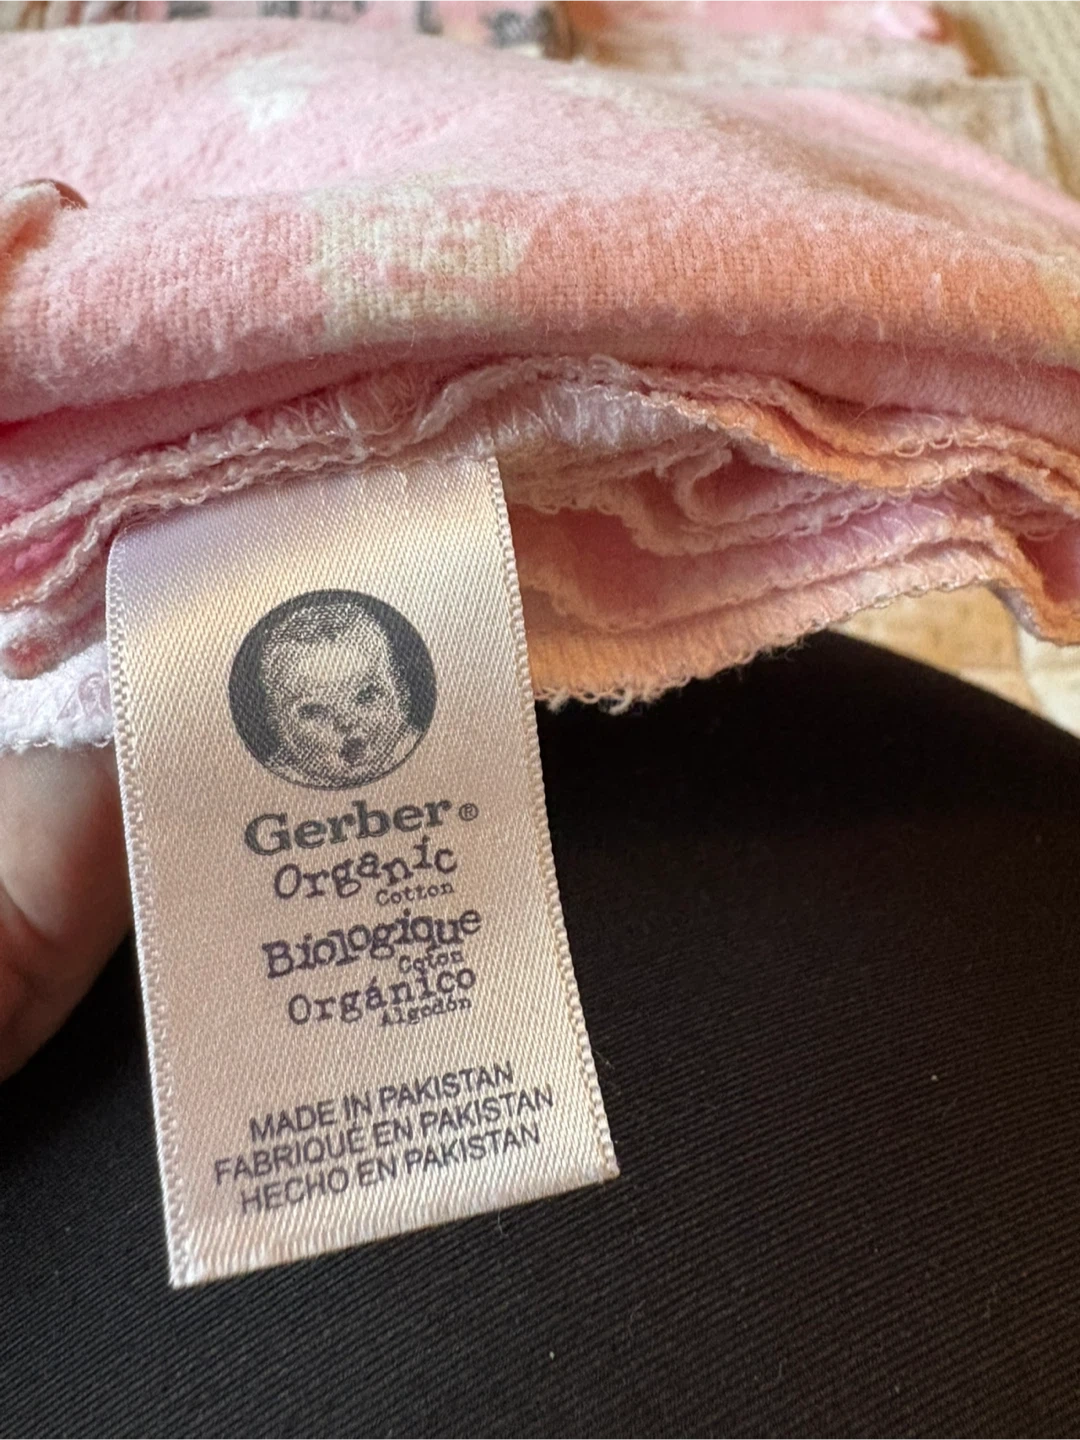 Gerber®
Organic
Cotton
Biologique
Coton
Orgánico
Algodón
MADE IN PAKISTAN
FABRIQUÉ EN PAKISTAN
HECHO EN PAKISTAN